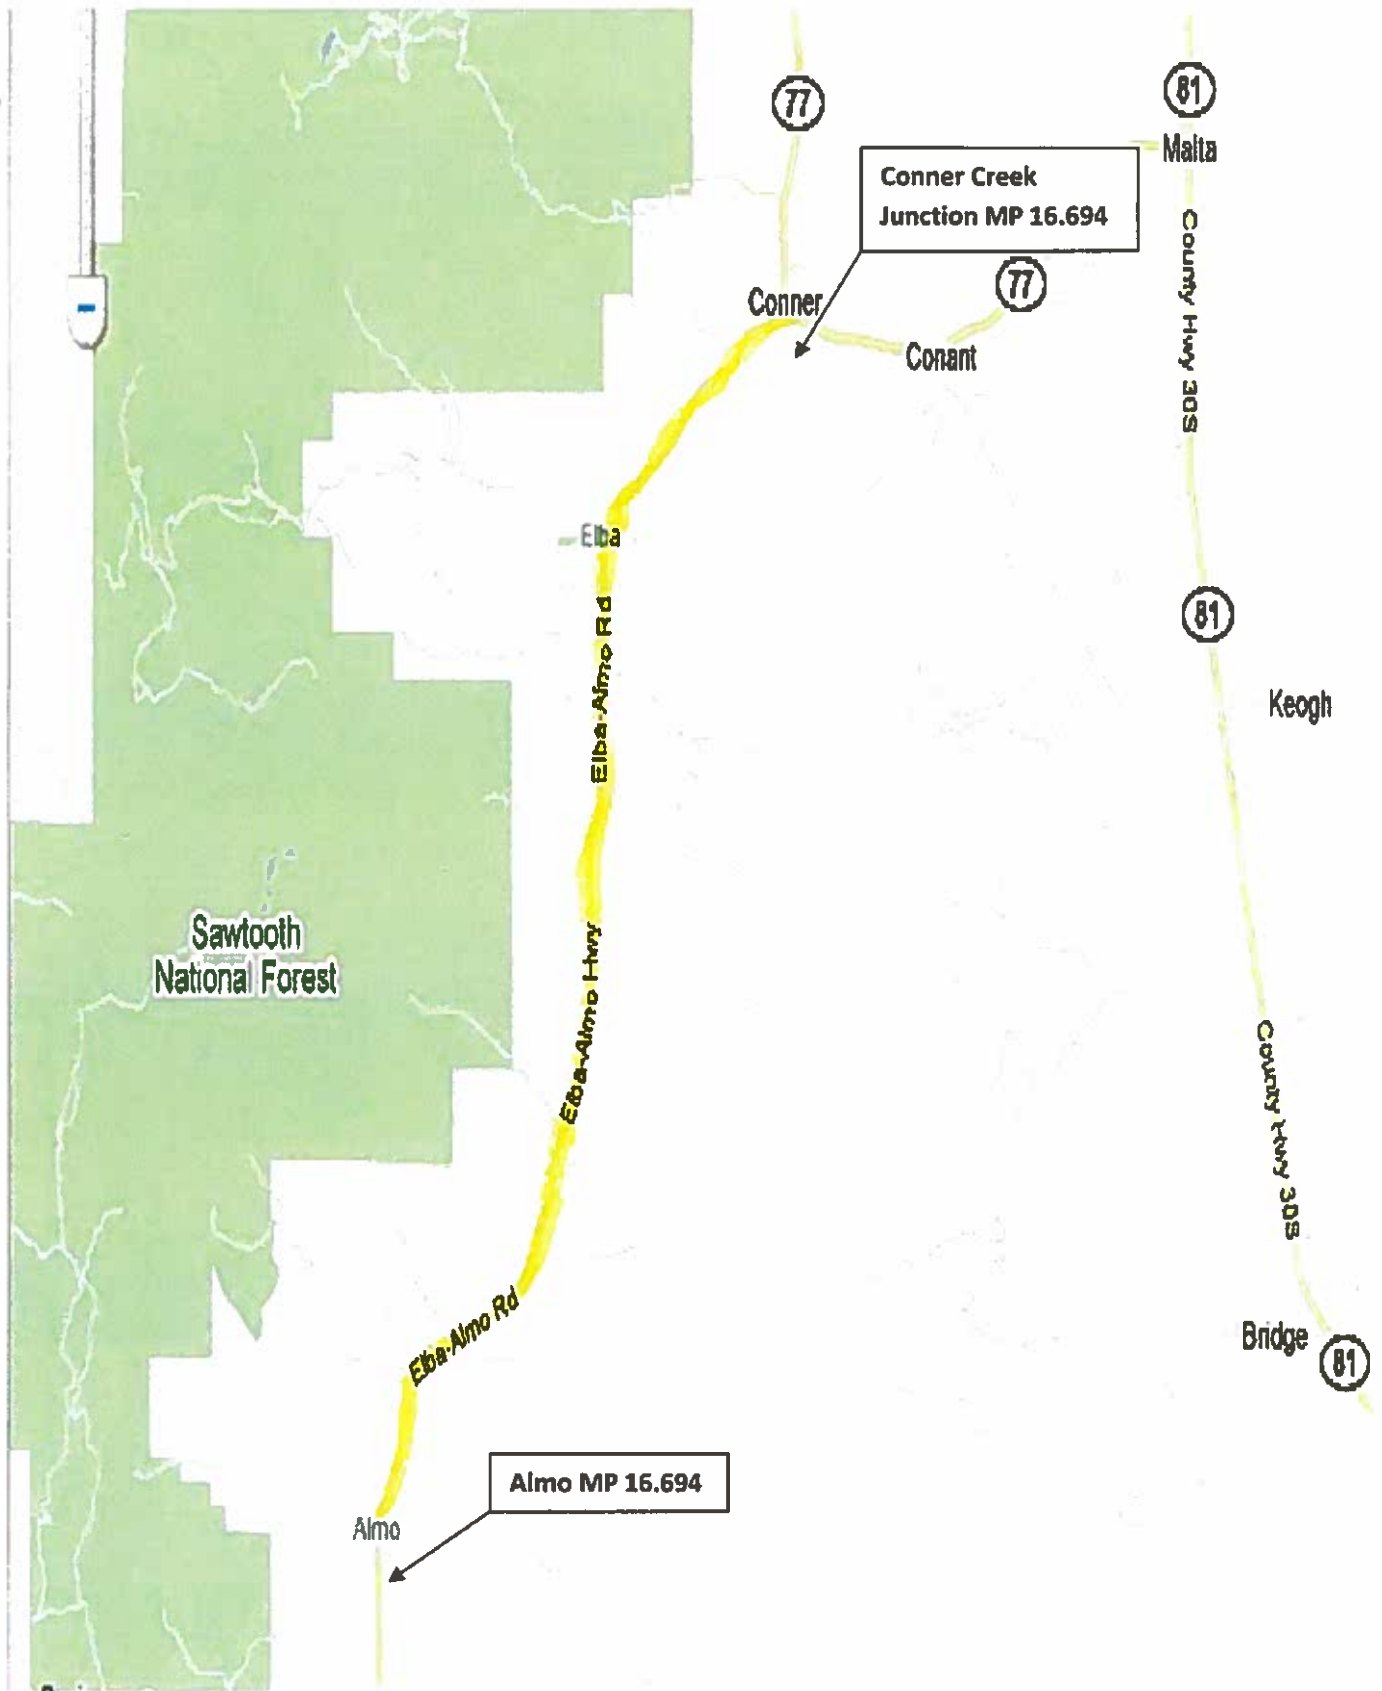 77
81
Malta
Conner Creek
Junction MP 16.694
County Hwy 30S
77
Conner
Conant
Elba
Elba-Almo Rd
81
Keogh
Sawtooth
National Forest
Elba-Almo Hwy
County Hwy 30S
Elba-Almo Rd
Bridge
81
Almo MP 16.694
Almo